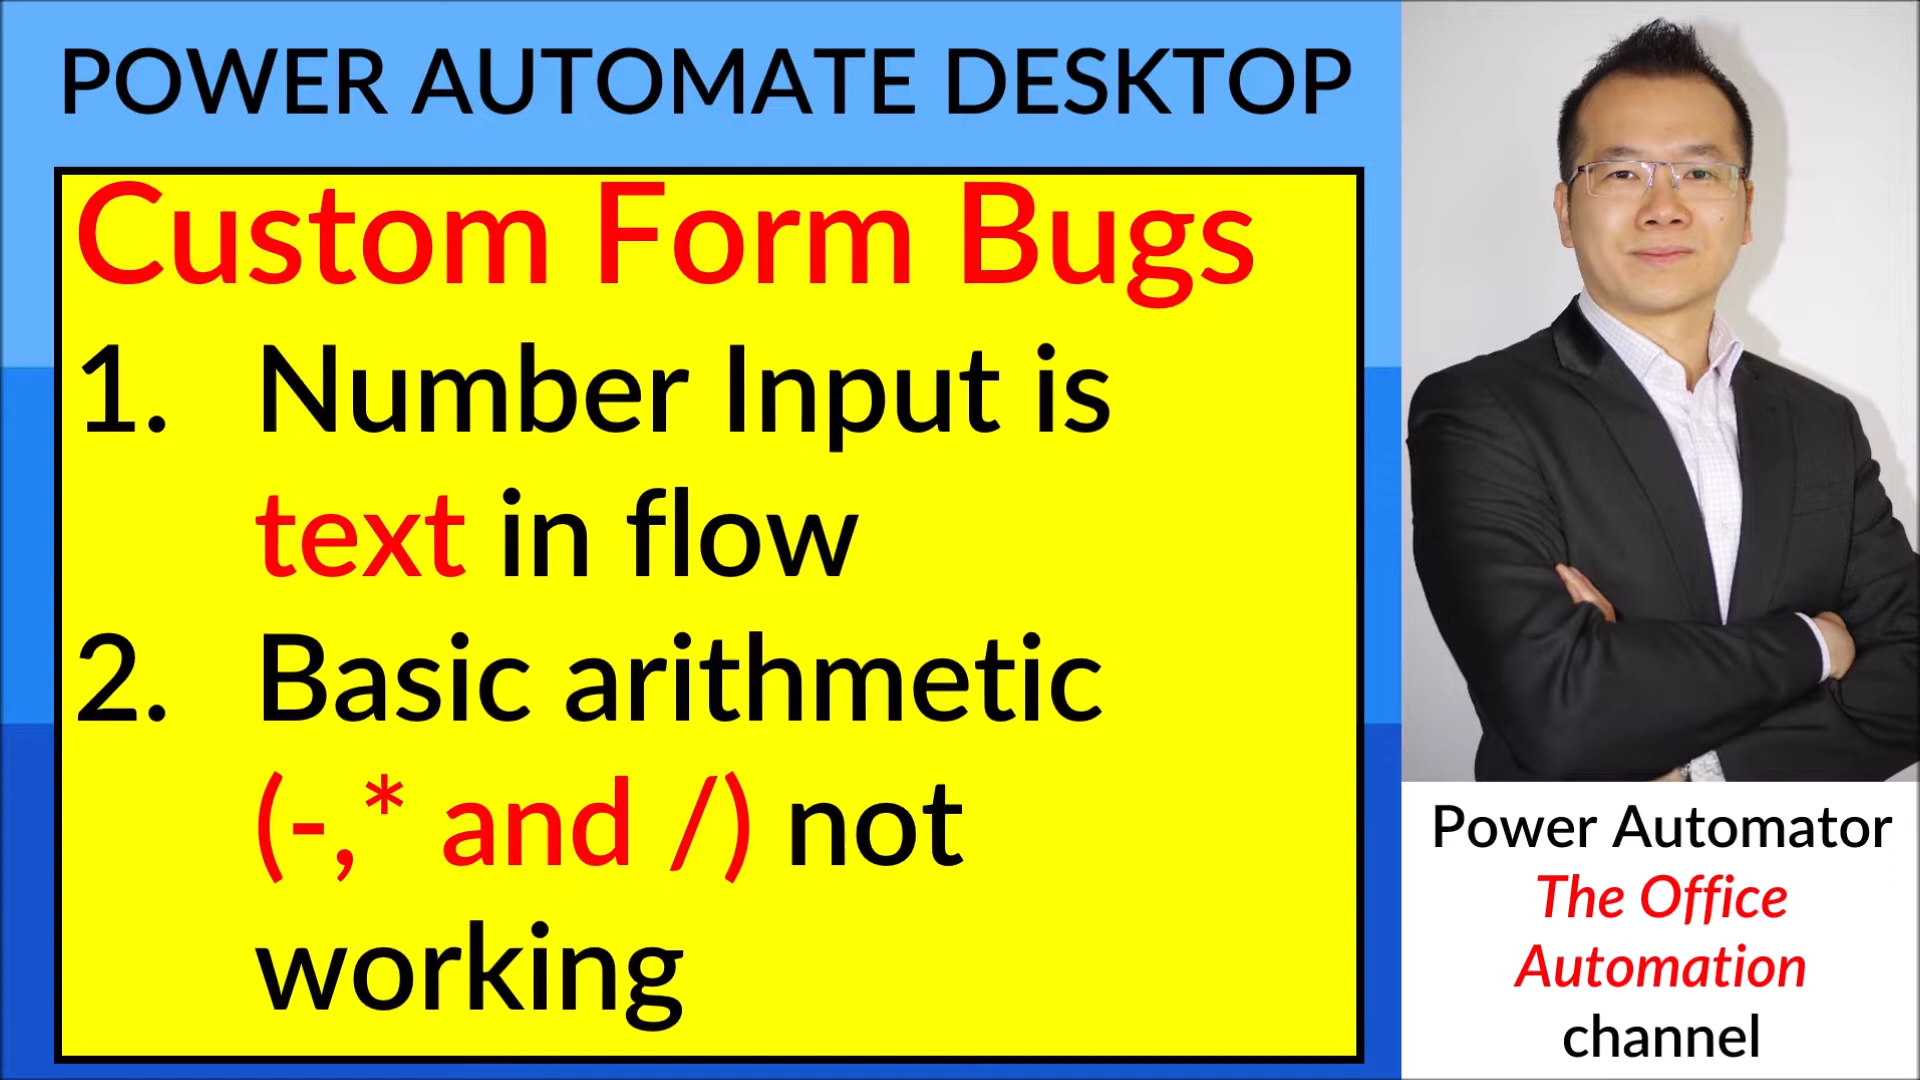 POWER AUTOMATE DESKTOP
Custom Form Bugs
1. Number Input is
text in flow
2. Basic arithmetic
(-,* and /) not
working
Power Automator
The Office
Automation
channel